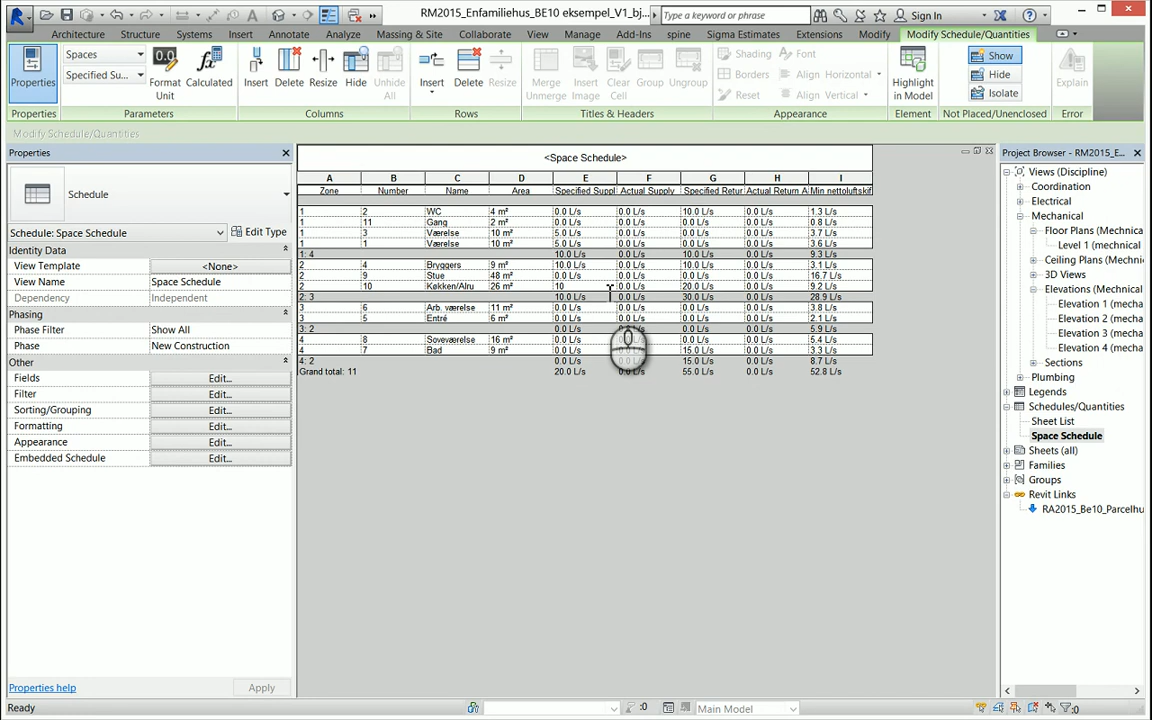 RM2015_Enfamiliehus_BE10 eksempel_V1_bj...
Type a keyword or phrase
Sign In
Architecture Structure Systems Insert Annotate Analyze Massing & Site Collaborate View Manage Add-Ins spine Sigma Estimates Extensions Modify Modify Schedule/Quantities
Properties
Spaces
Specified Su...
Format Unit
Calculated
Insert Delete Resize Hide Unhide All
Insert Delete Resize
Merge Unmerge Insert Image Clear Cell Group Ungroup
Shading Font
Borders Align Horizontal
Reset Align Vertical
Highlight in Model
Show
Hide
Isolate
Explain
Properties Parameters Columns Rows Titles & Headers Appearance Element Not Placed/Unenclosed Error
Modify Schedule/Quantities
Properties
Schedule
Schedule: Space Schedule
Edit Type
Identity Data
View Template <None>
View Name Space Schedule
Dependency Independent
Phasing
Phase Filter Show All
Phase New Construction
Other
Fields Edit...
Filter Edit...
Sorting/Grouping Edit...
Formatting Edit...
Appearance Edit...
Embedded Schedule Edit...
Properties help
Apply
<Space Schedule>
A B C D E F G H I
Zone Number Name Area Specified Suppl Actual Supply Specified Retur Actual Return A Min nettoluftskif
1 2 WC 4 m² 0.0 L/s 0.0 L/s 10.0 L/s 0.0 L/s 1.3 L/s
1 11 Gang 2 m² 0.0 L/s 0.0 L/s 0.0 L/s 0.0 L/s 0.8 L/s
1 3 Værelse 10 m² 5.0 L/s 0.0 L/s 0.0 L/s 0.0 L/s 3.7 L/s
1 1 Værelse 10 m² 5.0 L/s 0.0 L/s 0.0 L/s 0.0 L/s 3.6 L/s
1: 4 10.0 L/s 0.0 L/s 10.0 L/s 0.0 L/s 9.3 L/s
2 4 Bryggers 9 m² 10.0 L/s 0.0 L/s 10.0 L/s 0.0 L/s 3.1 L/s
2 9 Stue 48 m² 0.0 L/s 0.0 L/s 0.0 L/s 0.0 L/s 16.7 L/s
2 10 Køkken/Alru 26 m² 10 0.0 L/s 20.0 L/s 0.0 L/s 9.2 L/s
2: 3 10.0 L/s 0.0 L/s 30.0 L/s 0.0 L/s 28.9 L/s
3 6 Arb. værelse 11 m² 0.0 L/s 0.0 L/s 0.0 L/s 0.0 L/s 3.8 L/s
3 5 Entré 6 m² 0.0 L/s 0.0 L/s 0.0 L/s 0.0 L/s 2.1 L/s
3: 2 0.0 L/s 0.0 L/s 0.0 L/s 5.9 L/s
4 8 Soveværelse 16 m² 0.0 L/s 0.0 L/s 0.0 L/s 5.4 L/s
4 7 Bad 9 m² 0.0 L/s 15.0 L/s 0.0 L/s 3.3 L/s
4: 2 0.0 L/s 0.0 L/s 15.0 L/s 0.0 L/s 8.7 L/s
Grand total: 11 20.0 L/s 0.0 L/s 55.0 L/s 0.0 L/s 52.8 L/s
Project Browser - RM2015_E...
Views (Discipline)
Coordination
Electrical
Mechanical
Floor Plans (Mechnical
Level 1 (mechanical
Ceiling Plans (Mechnic
3D Views
Elevations (Mechanical
Elevation 1 (mecha
Elevation 2 (mecha
Elevation 3 (mecha
Elevation 4 (mecha
Sections
Plumbing
Legends
Schedules/Quantities
Sheet List
Space Schedule
Sheets (all)
Families
Groups
Revit Links
RA2015_Be10_Parcelhu
Ready
:0
Main Model
:0